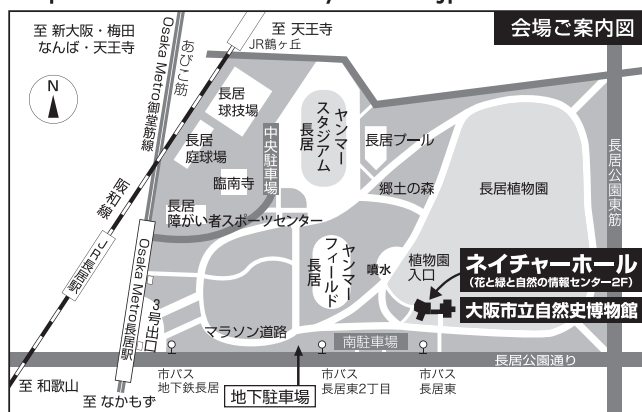 会場ご案内図
至 新大阪・梅田
なんば・天王寺
至 天王寺
JR鶴ヶ丘
あびこ筋
Osaka Metro御堂筋線
N
長居
球技場
長居
庭球場
臨南寺
中央駐車場
ヤンマー
スタジアム
長居
長居プール
郷土の森
長居植物園
長居公園東筋
阪和線
JR長居駅
長居
障がい者スポーツセンター
Osaka Metro長居駅
3号出口
ヤンマー
フィールド
長居
噴水
植物園
入口
ネイチャーホール
(花と緑と自然の情報センター2F)
大阪市立自然史博物館
マラソン道路
南駐車場
長居公園通り
至 和歌山
至 なかもず
市バス
地下鉄長居
地下駐車場
市バス
長居東2丁目
市バス
長居東